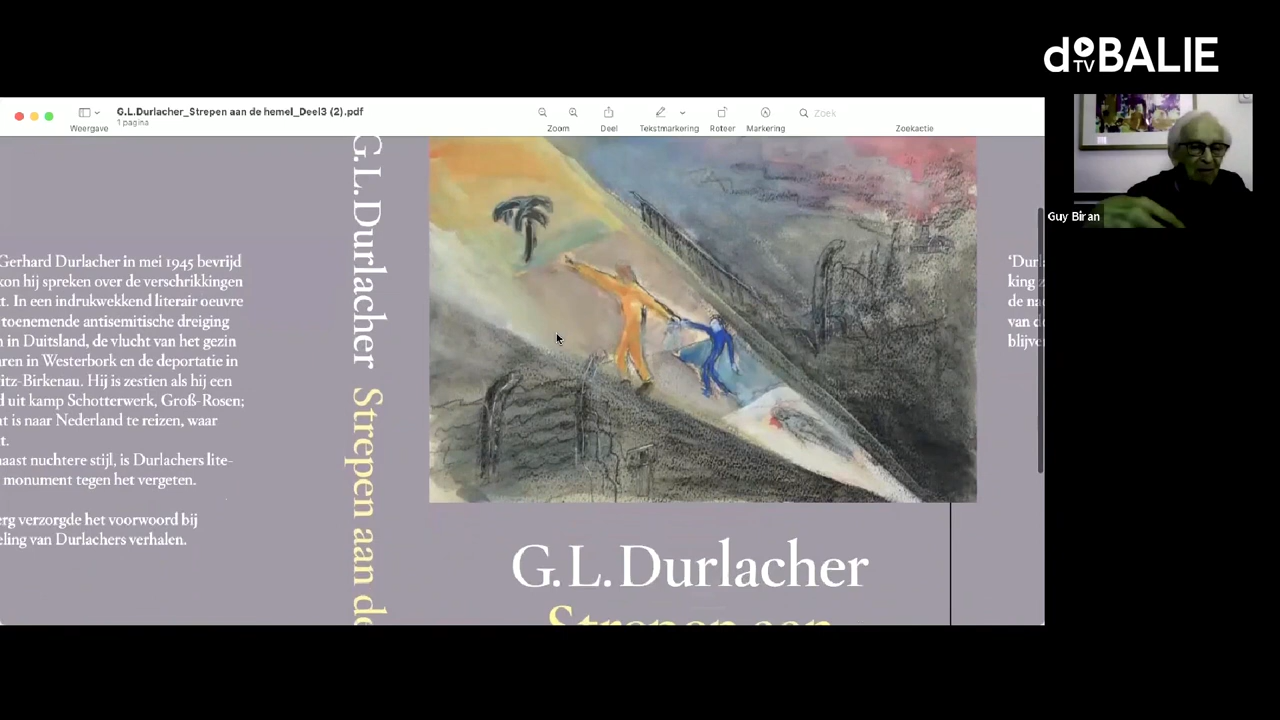 dTVBALIE
G.L.Durlacher_Strepen aan de hemel_Deel3 (2).pdf
1 pagina
Weergave
Zoom
Deel
Tekstmarkering
Roteer
Markering
Zoek
Zoekactie
Guy Biran
Gerhard Durlacher in mei 1945 bevrijd
kon hij spreken over de verschrikkingen
t. In een indrukwekkend literair oeuvre
toenemende antisemitische dreiging
n in Duitsland, de vlucht van het gezin
ren in Westerbork en de deportatie in
itz-Birkenau. Hij is zestien als hij een
d uit kamp Schotterwerk, Groß-Rosen;
t is naar Nederland te reizen, waar
t.
aast nuchtere stijl, is Durlachers lite-
monument tegen het vergeten.
erg verzorgde het voorwoord bij
eling van Durlachers verhalen.
G.L.Durlacher Strepen aan de
G.L.Durlacher
Strepen aan
‘Durl
king z
de na
van d
blijve